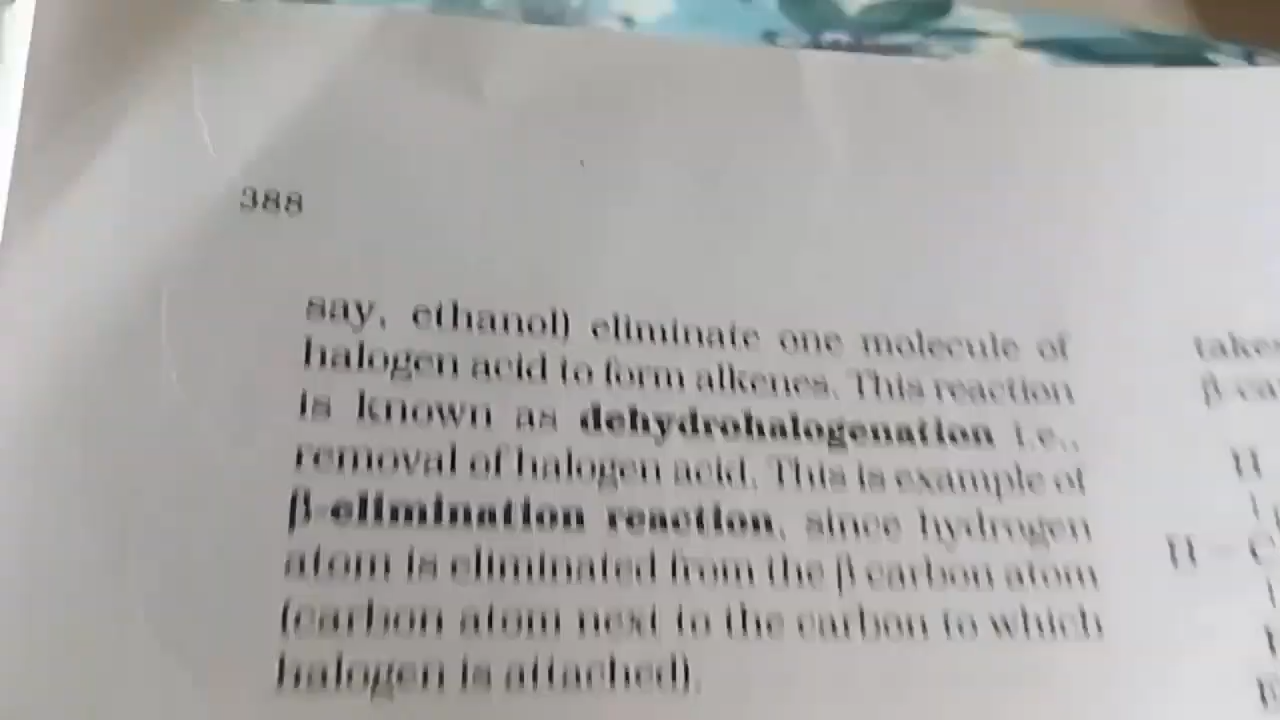 388
say, ethanol) eliminate one molecule of
halogen acid to form alkenes. This reaction
is known as dehydrohalogenation i.e.,
removal of halogen acid. This is example of
β-elimination reaction, since hydrogen
atom is eliminated from the β carbon atom
(carbon atom next to the carbon to which
halogen is attached).
takes
β-ca
H
H – C